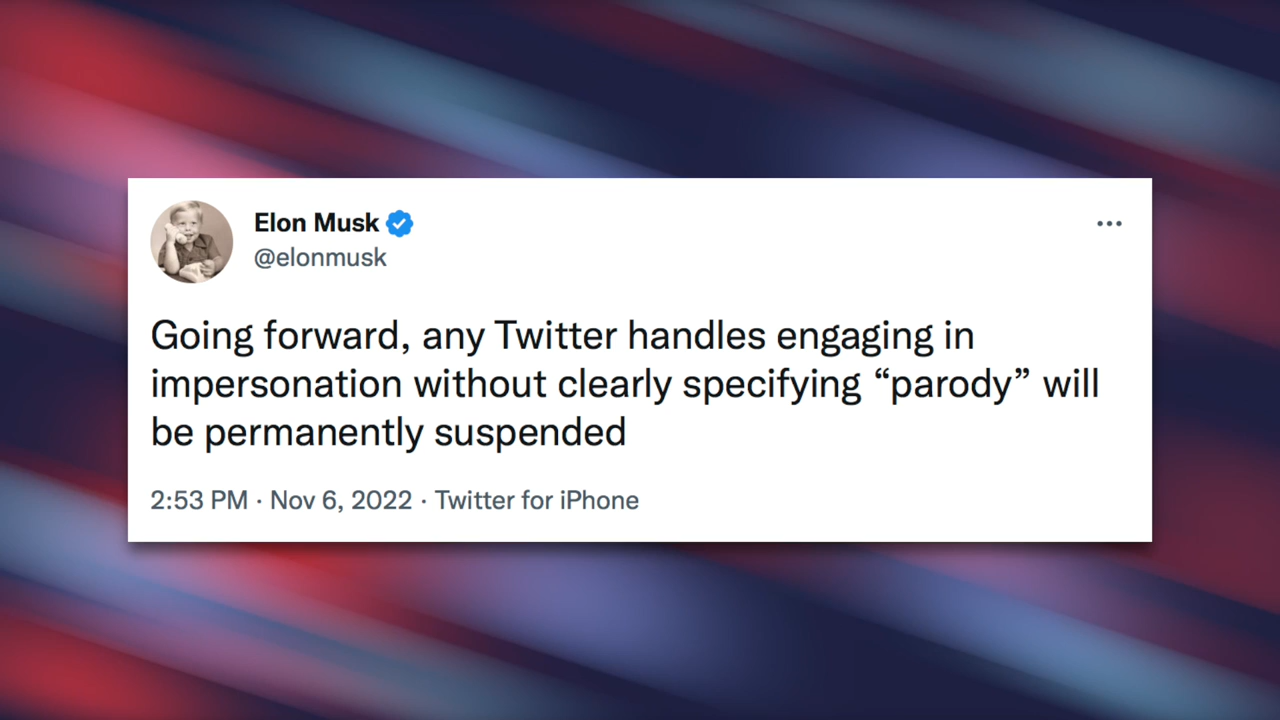 Elon Musk
@elonmusk
Going forward, any Twitter handles engaging in
impersonation without clearly specifying “parody” will
be permanently suspended
2:53 PM · Nov 6, 2022 · Twitter for iPhone